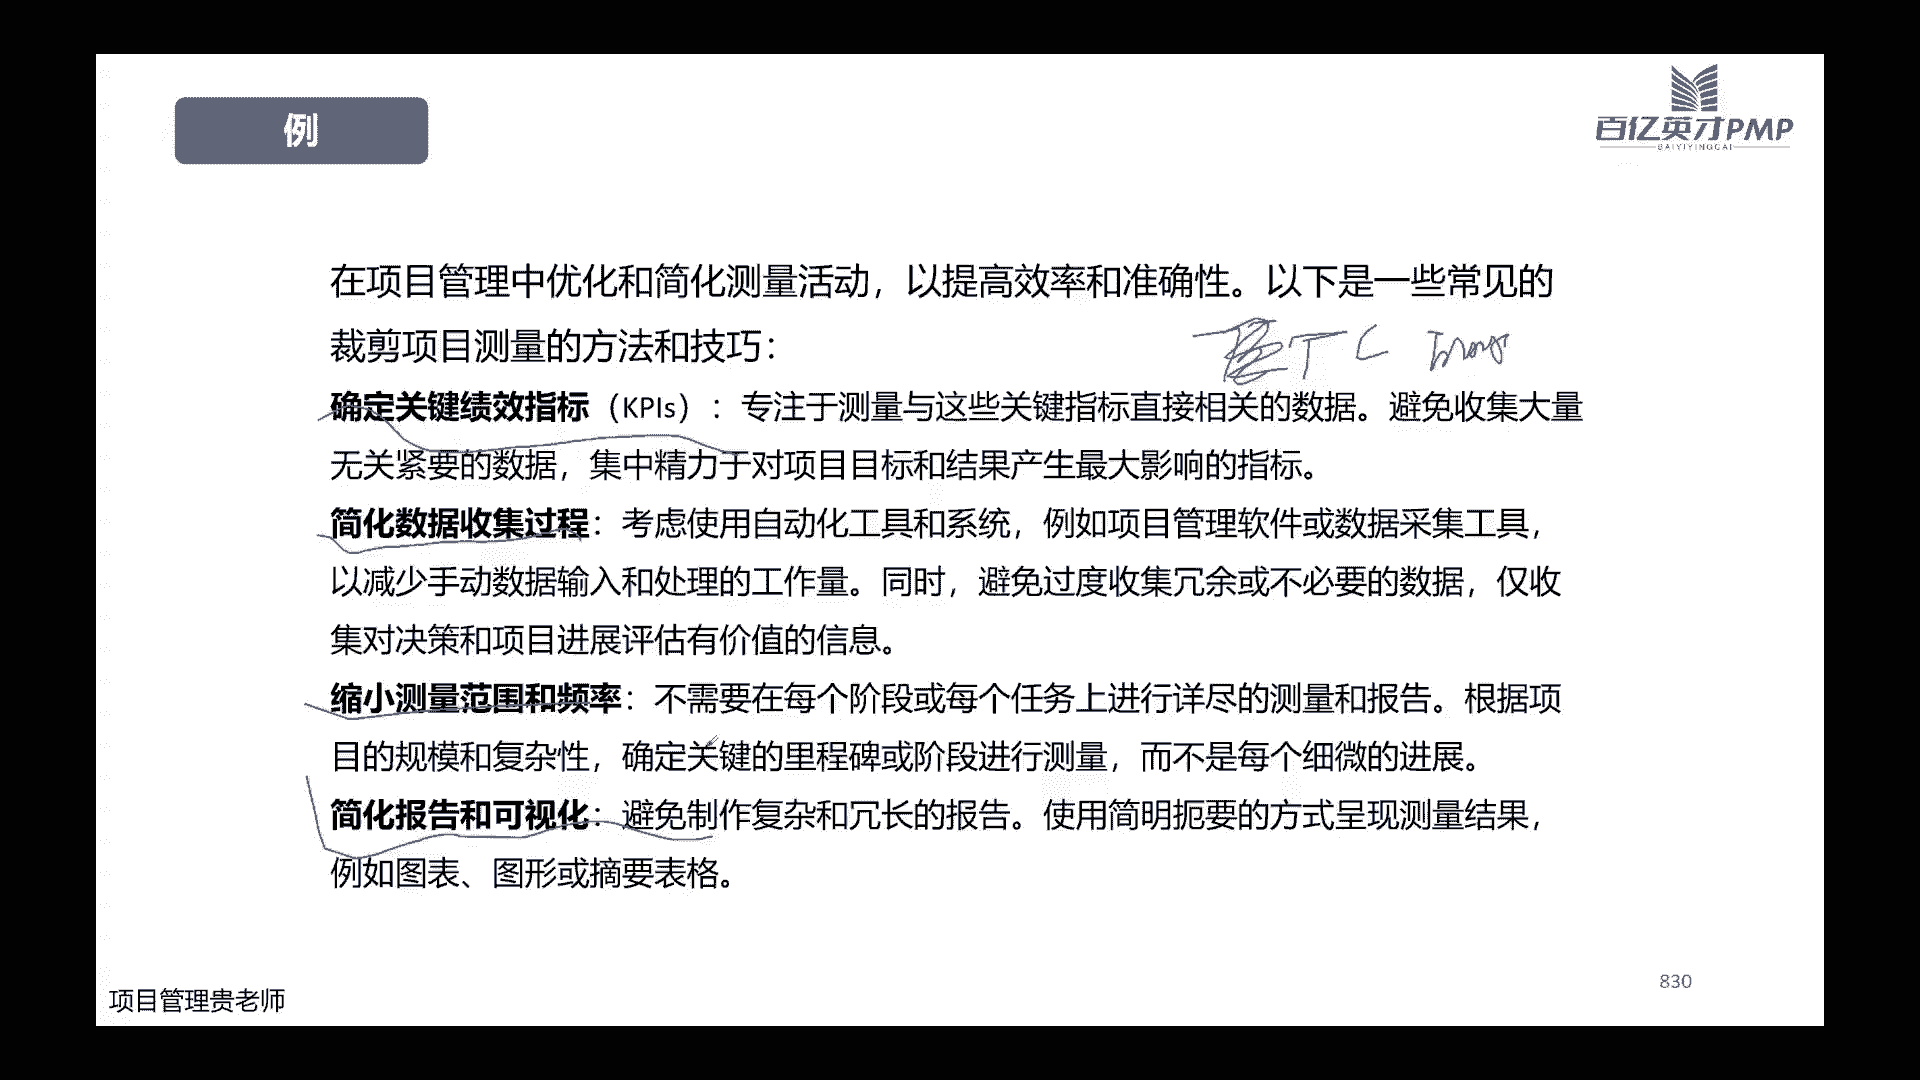 例
百亿英才PMP
BAIYIYINGCAI
在项目管理中优化和简化测量活动，以提高效率和准确性。以下是一些常见的
裁剪项目测量的方法和技巧：
T C
确定关键绩效指标（KPIs）：专注于测量与这些关键指标直接相关的数据。避免收集大量
无关紧要的数据，集中精力于对项目目标和结果产生最大影响的指标。
简化数据收集过程：考虑使用自动化工具和系统，例如项目管理软件或数据采集工具，
以减少手动数据输入和处理的工作量。同时，避免过度收集冗余或不必要的数据，仅收
集对决策和项目进展评估有价值的信息。
缩小测量范围和频率：不需要在每个阶段或每个任务上进行详尽的测量和报告。根据项
目的规模和复杂性，确定关键的里程碑或阶段进行测量，而不是每个细微的进展。
简化报告和可视化：避免制作复杂和冗长的报告。使用简明扼要的方式呈现测量结果，
例如图表、图形或摘要表格。
830
项目管理贵老师